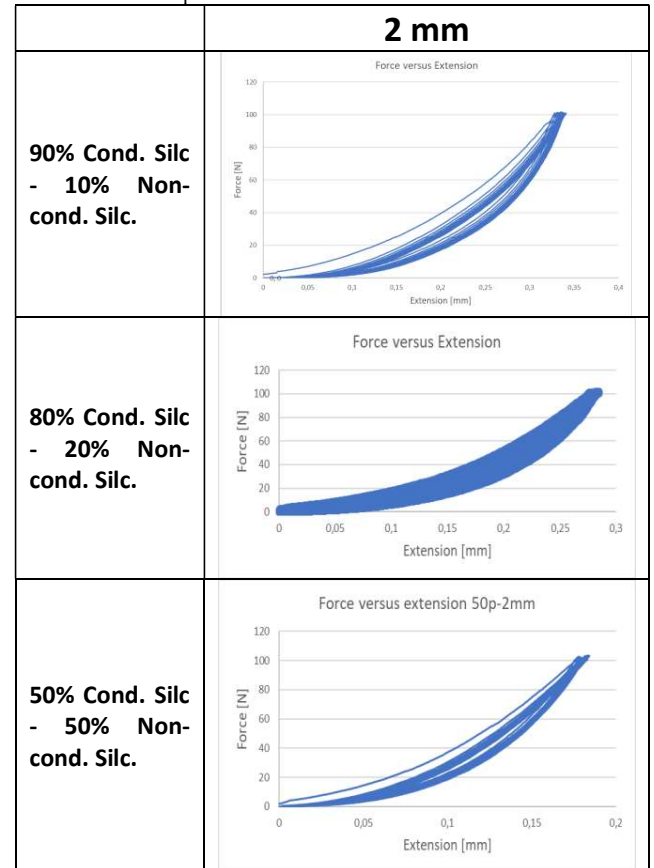 2 mm
90% Cond. Silc
- 10% Non-
cond. Silc.
Force versus Extension
Force [N]
120
100
80
60
40
20
0
0; 0
0 0,05 0,1 0,15 0,2 0,25 0,3 0,35 0,4
Extension [mm]
80% Cond. Silc
- 20% Non-
cond. Silc.
Force versus Extension
Force [N]
120
100
80
60
40
20
0
0 0,05 0,1 0,15 0,2 0,25 0,3
Extension [mm]
50% Cond. Silc
- 50% Non-
cond. Silc.
Force versus extension 50p-2mm
Force [N]
120
100
80
60
40
20
0
0 0,05 0,1 0,15 0,2
Extension [mm]